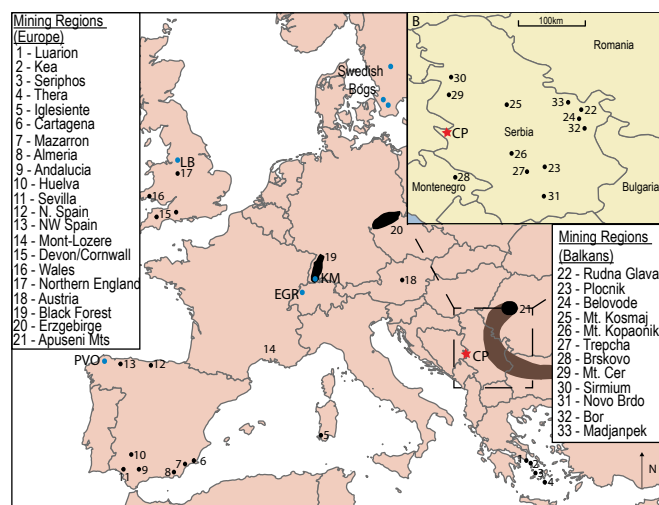 Mining Regions
(Europe)
1 - Luarion
2 - Kea
3 - Seriphos
4 - Thera
5 - Iglesiente
6 - Cartagena
7 - Mazarron
8 - Almeria
9 - Andalucia
10 - Huelva
11 - Sevilla
12 - N. Spain
13 - NW Spain
14 - Mont-Lozere
15 - Devon/Cornwall
16 - Wales
17 - Northern England
18 - Austria
19 - Black Forest
20 - Erzgebirge
21 - Apuseni Mts
Swedish
Bogs
LB
17
16
15
20
19
KM
EGR
18
21
CP
14
PVO
13
12
5
10
11
9
8
7
6
1
2
3
4
N
B
100km
Romania
30
29
25
33
22
24
32
CP
Serbia
26
27
23
28
Montenegro
31
Bulgaria
Mining Regions
(Balkans)
22 - Rudna Glava
23 - Plocnik
24 - Belovode
25 - Mt. Kosmaj
26 - Mt. Kopaonik
27 - Trepcha
28 - Brskovo
29 - Mt. Cer
30 - Sirmium
31 - Novo Brdo
32 - Bor
33 - Madjanpek